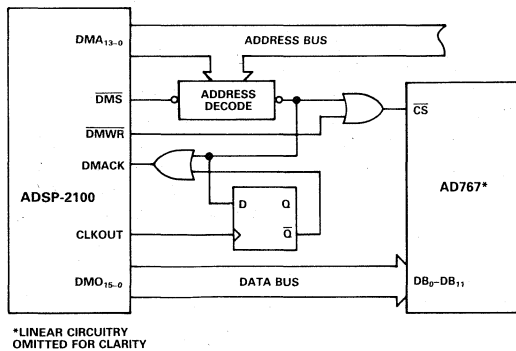 DMA13-0
ADDRESS BUS
DMS
ADDRESS
DECODE
DMWR
CS
DMACK
ADSP-2100
AD767*
D Q
Q
CLKOUT
DMO15-0
DATA BUS
DB0-DB11
*LINEAR CIRCUITRY
OMITTED FOR CLARITY